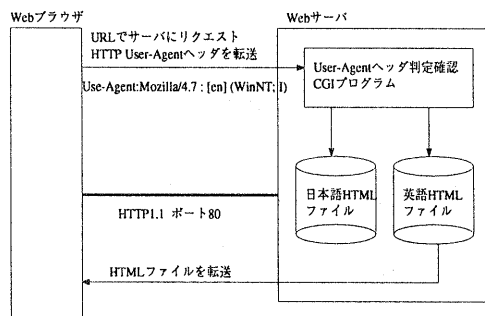 Webブラウザ
Webサーバ
URLでサーバにリクエスト
HTTP User-Agentヘッダを転送
Use-Agent:Mozilla/4.7 : [en] (WinNT; I)
User-Agentヘッダ判定確認
CGIプログラム
日本語HTML
ファイル
英語HTML
ファイル
HTTP1.1 ポート80
HTMLファイルを転送